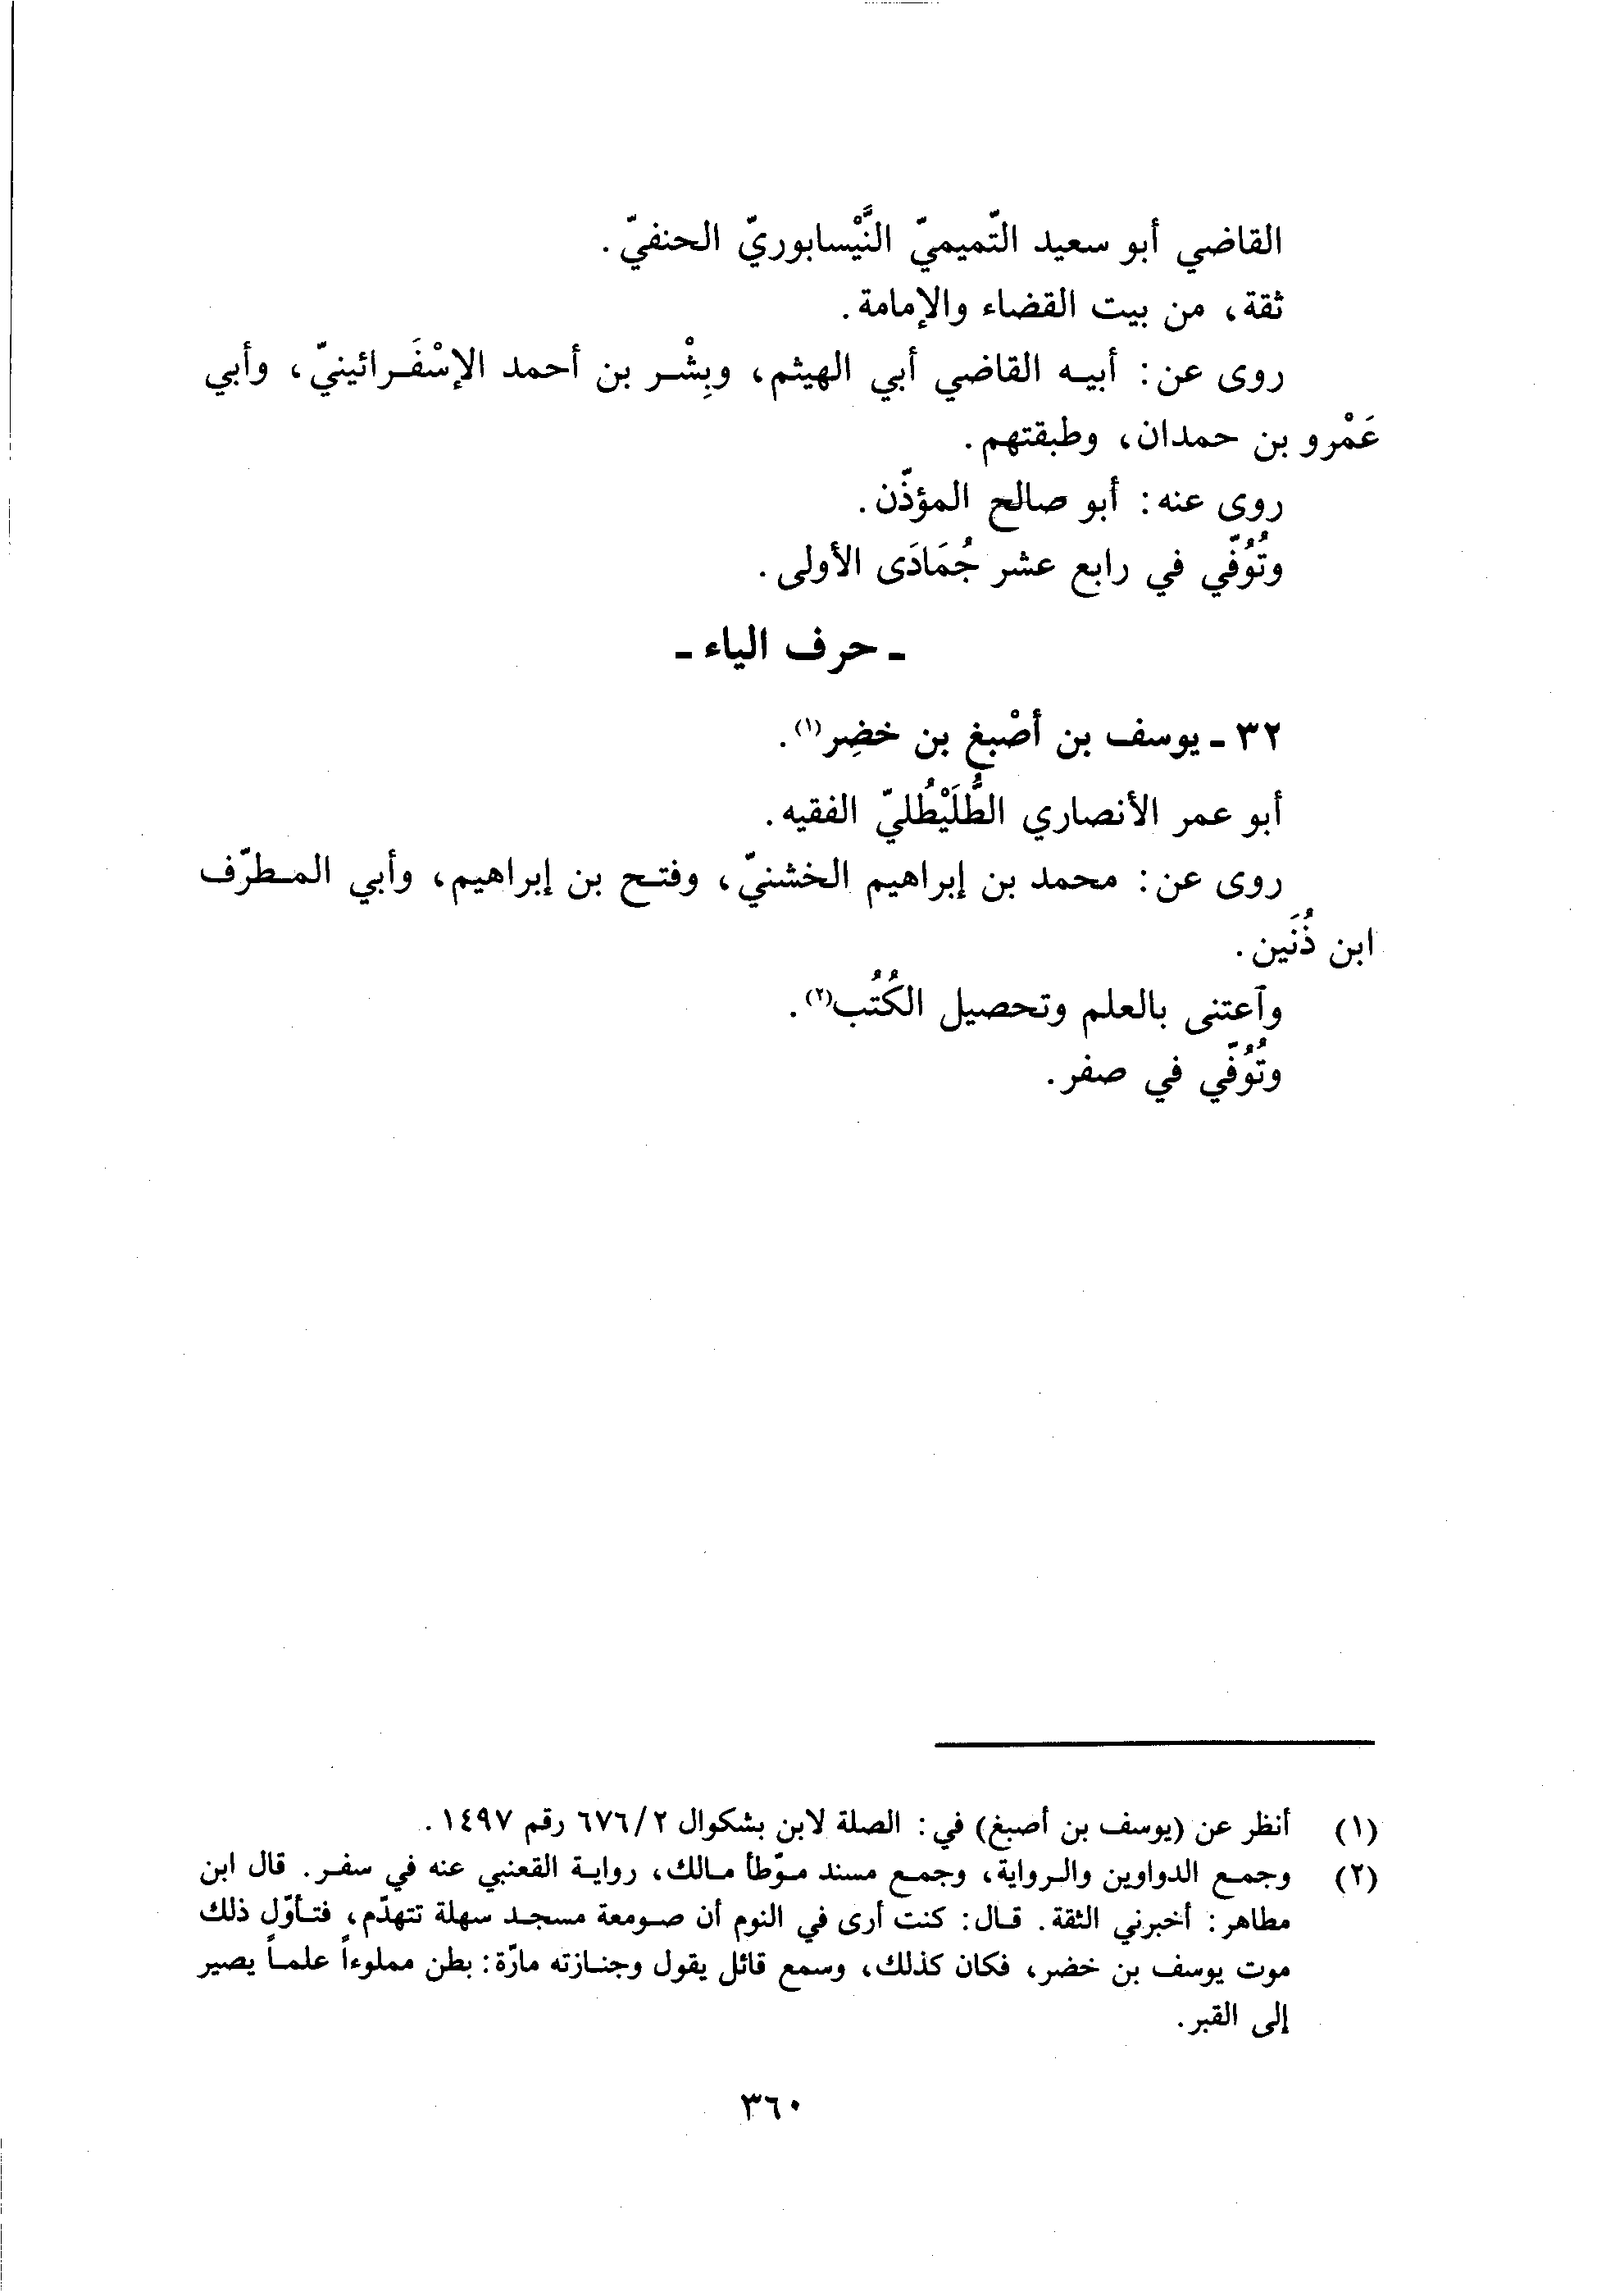 القاضي أبو سعيد التّميميّ النَّيْسابوريّ الحنفيّ.
ثقة، من بيت القضاء والإمامة.
روى عن: أبيه القاضي أبي الهيثم، وبِشْر بن أحمد الإسْفَرائينيّ، وأبي
عَمْرو بن حمدان، وطبقتهم.
روى عنه: أبو صالح المؤذّن.
وتُوُفّي في رابع عشر جُمَادَى الأولى.
ـ حرف الياء ـ
٣٢ ـ يوسف بن أصْبغ بن خضِر(١).
أبو عمر الأنصاري الطُّلَيْطُليّ الفقيه.
روى عن: محمد بن إبراهيم الخشنيّ، وفتح بن إبراهيم، وأبي المطرّف
ابن ذُنَين.
وآعتنى بالعلم وتحصيل الكُتُب(٢).
وتُوُفّي في صفر.
(١) أنظر عن (يوسف بن أصبغ) في: الصلة لابن بشكوال ٢/ ٦٧٦ رقم ١٤٩٧.
(٢) وجمع الدواوين والرواية، وجمع مسند موّطأ مالك، رواية القعنبي عنه في سفر. قال ابن
مطاهر: أخبرني الثقة. قال: كنت أرى في النوم أن صومعة مسجد سهلة تتهدّم، فتأوّل ذلك
موت يوسف بن خضر، فكان كذلك، وسمع قائل يقول وجنازته مارّة: بطن مملوءاً علماً يصير
إلى القبر.
٣٦٠